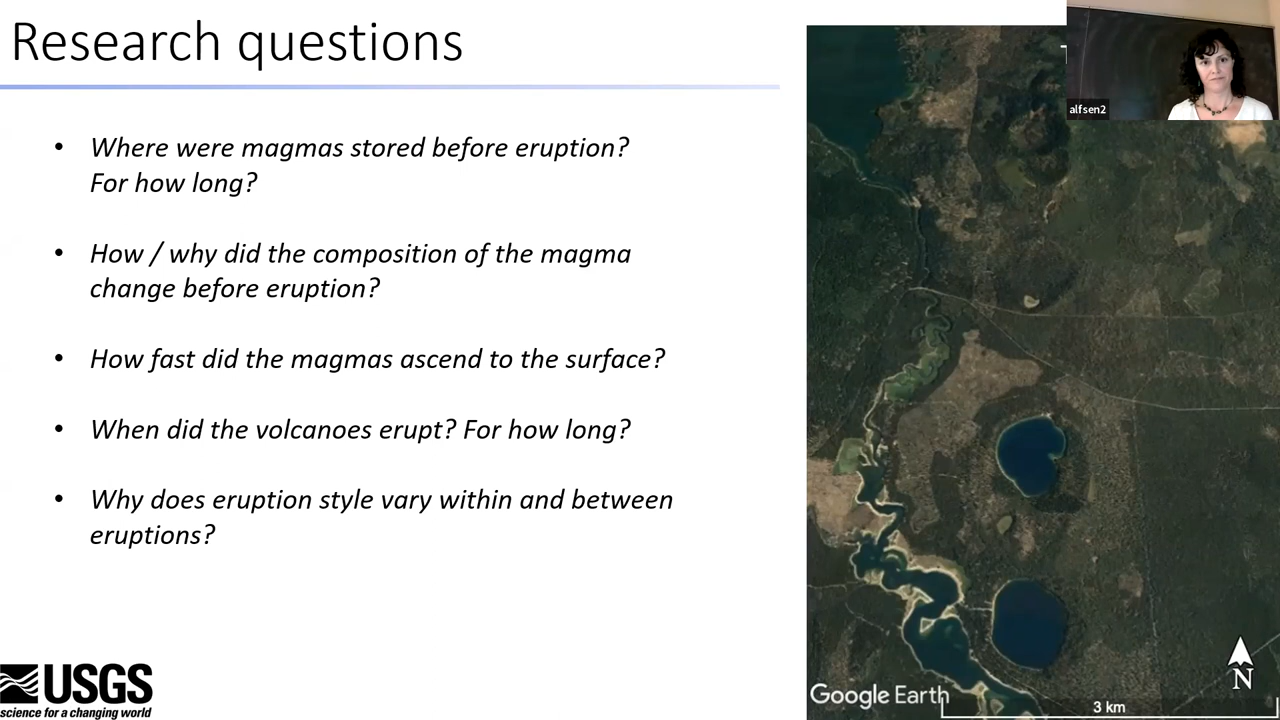 Research questions
• Where were magmas stored before eruption?
For how long?
• How / why did the composition of the magma
change before eruption?
• How fast did the magmas ascend to the surface?
• When did the volcanoes erupt? For how long?
• Why does eruption style vary within and between
eruptions?
USGS
science for a changing world
alfsen2
N
Google Earth
3 km